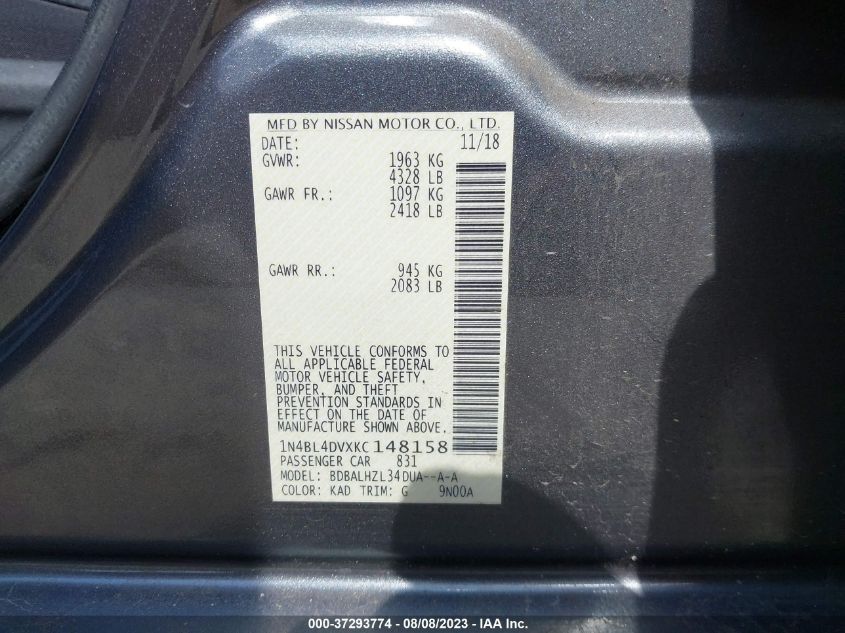 MFD BY NISSAN MOTOR CO., LTD.
DATE: 11/18
GVWR: 1963 KG
4328 LB
GAWR FR.: 1097 KG
2418 LB
GAWR RR.: 945 KG
2083 LB
THIS VEHICLE CONFORMS TO
ALL APPLICABLE FEDERAL
MOTOR VEHICLE SAFETY,
BUMPER, AND THEFT
PREVENTION STANDARDS IN
EFFECT ON THE DATE OF
MANUFACTURE SHOWN ABOVE.
1N4BL4DVXKC148158
PASSENGER CAR 831
MODEL: BDBALHZL34DUA--A-A
COLOR: KAD TRIM: G 9N00A
000-37293774 - 08/08/2023 - IAA Inc.